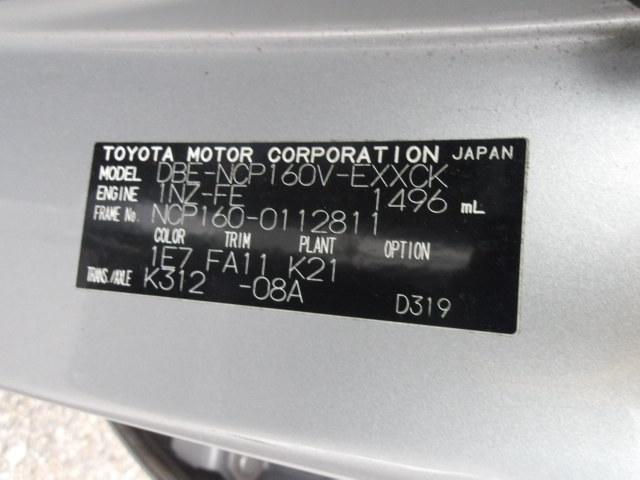 TOYOTA MOTOR CORPORATION JAPAN
MODEL DBE-NCP160V-EXXCK
ENGINE 1NZ-FE 1496 mL
FRAME No. NCP160-0112811
COLOR TRIM PLANT OPTION
1E7 FA11 K21
TRANS./AXLE K312 -08A
D319